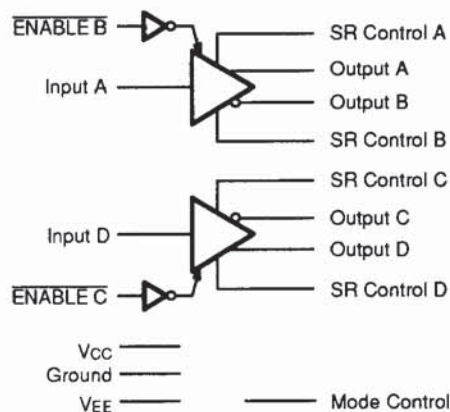 ENABLE B
Input A
SR Control A
Output A
Output B
SR Control B
SR Control C
Input D
Output C
Output D
ENABLE C
SR Control D
VCC
Ground
VEE
Mode Control